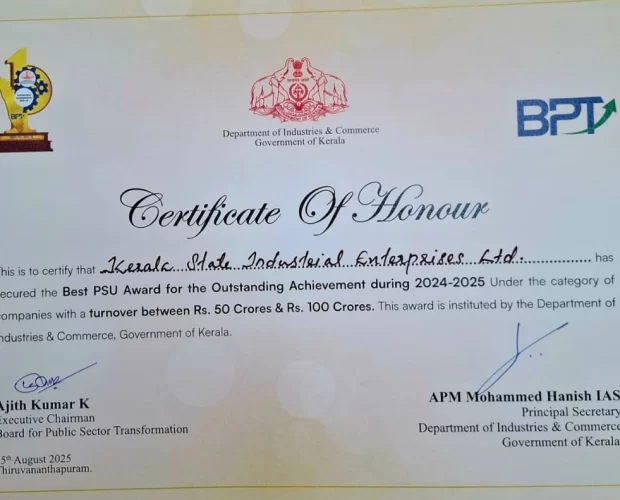 BPT
BPT
Department of Industries & Commerce
Government of Kerala
Certificate Of Honour
This is to certify that Kerala State Industrial Enterprises Ltd. has
ecured the Best PSU Award for the Outstanding Achievement during 2024-2025 Under the category of
companies with a turnover between Rs. 50 Crores & Rs. 100 Crores. This award is instituted by the Department of
ndustries & Commerce, Government of Kerala.
Ajith Kumar K
Executive Chairman
Board for Public Sector Transformation
5th August 2025
Thiruvananthapuram.
APM Mohammed Hanish IAS
Principal Secretary
Department of Industries & Commerce
Government of Kerala